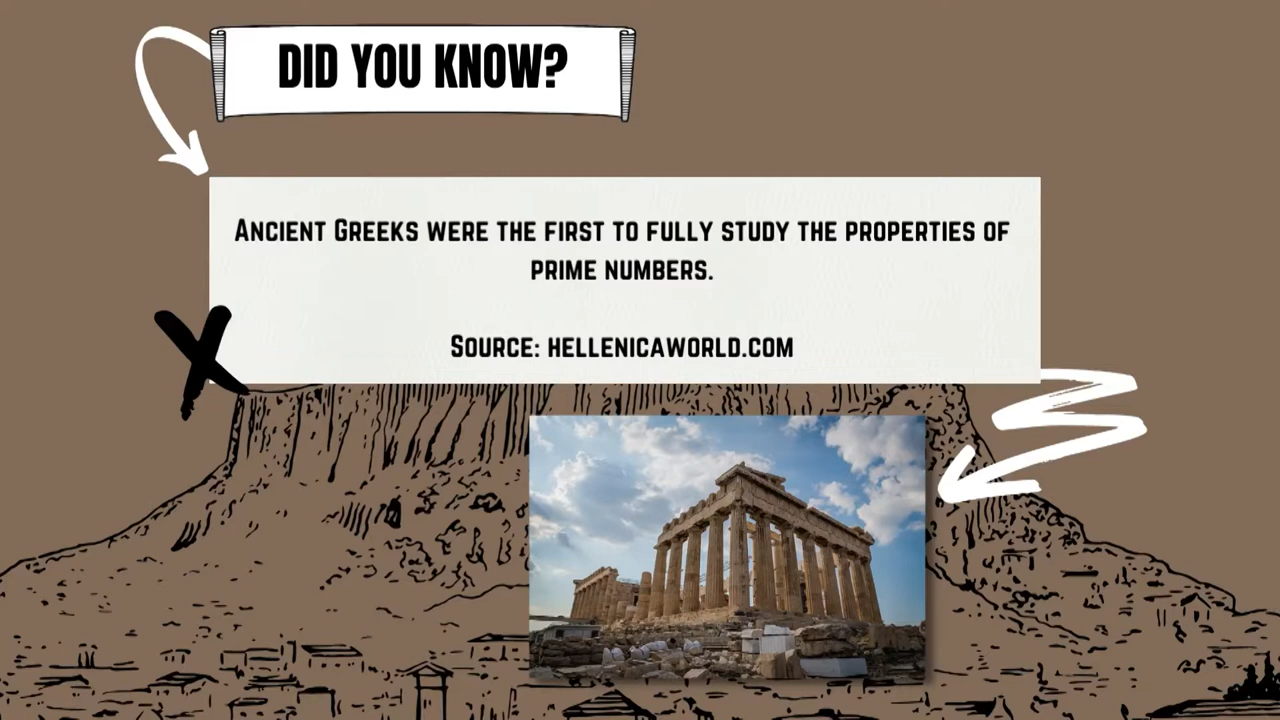 DID YOU KNOW?
Ancient Greeks were the first to fully study the properties of
prime numbers.
Source: hellenicaworld.com